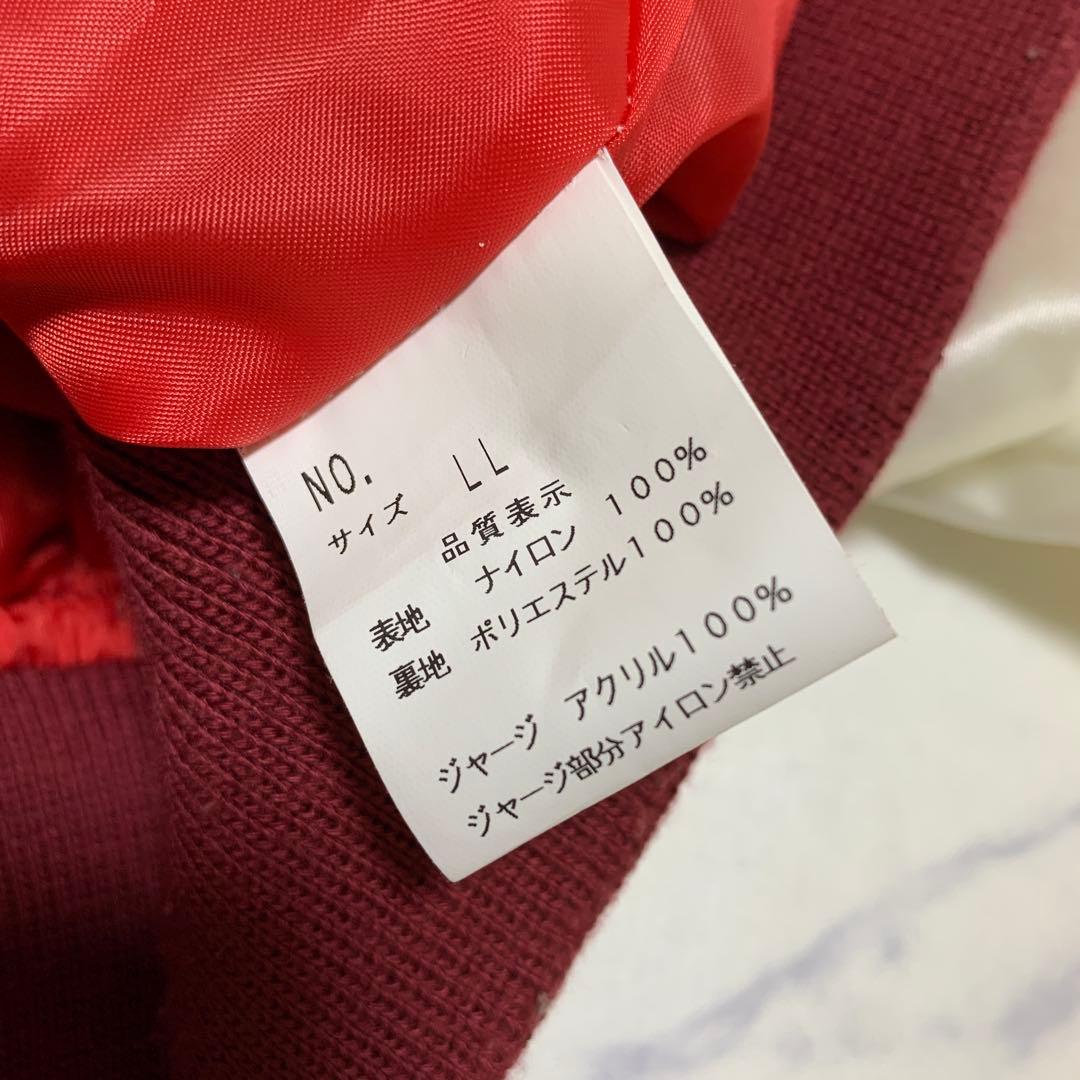 NO.
サイズ LL
品質表示
表地 ナイロン 100%
裏地 ポリエステル100%
ジャージ アクリル100%
ジャージ部分アイロン禁止